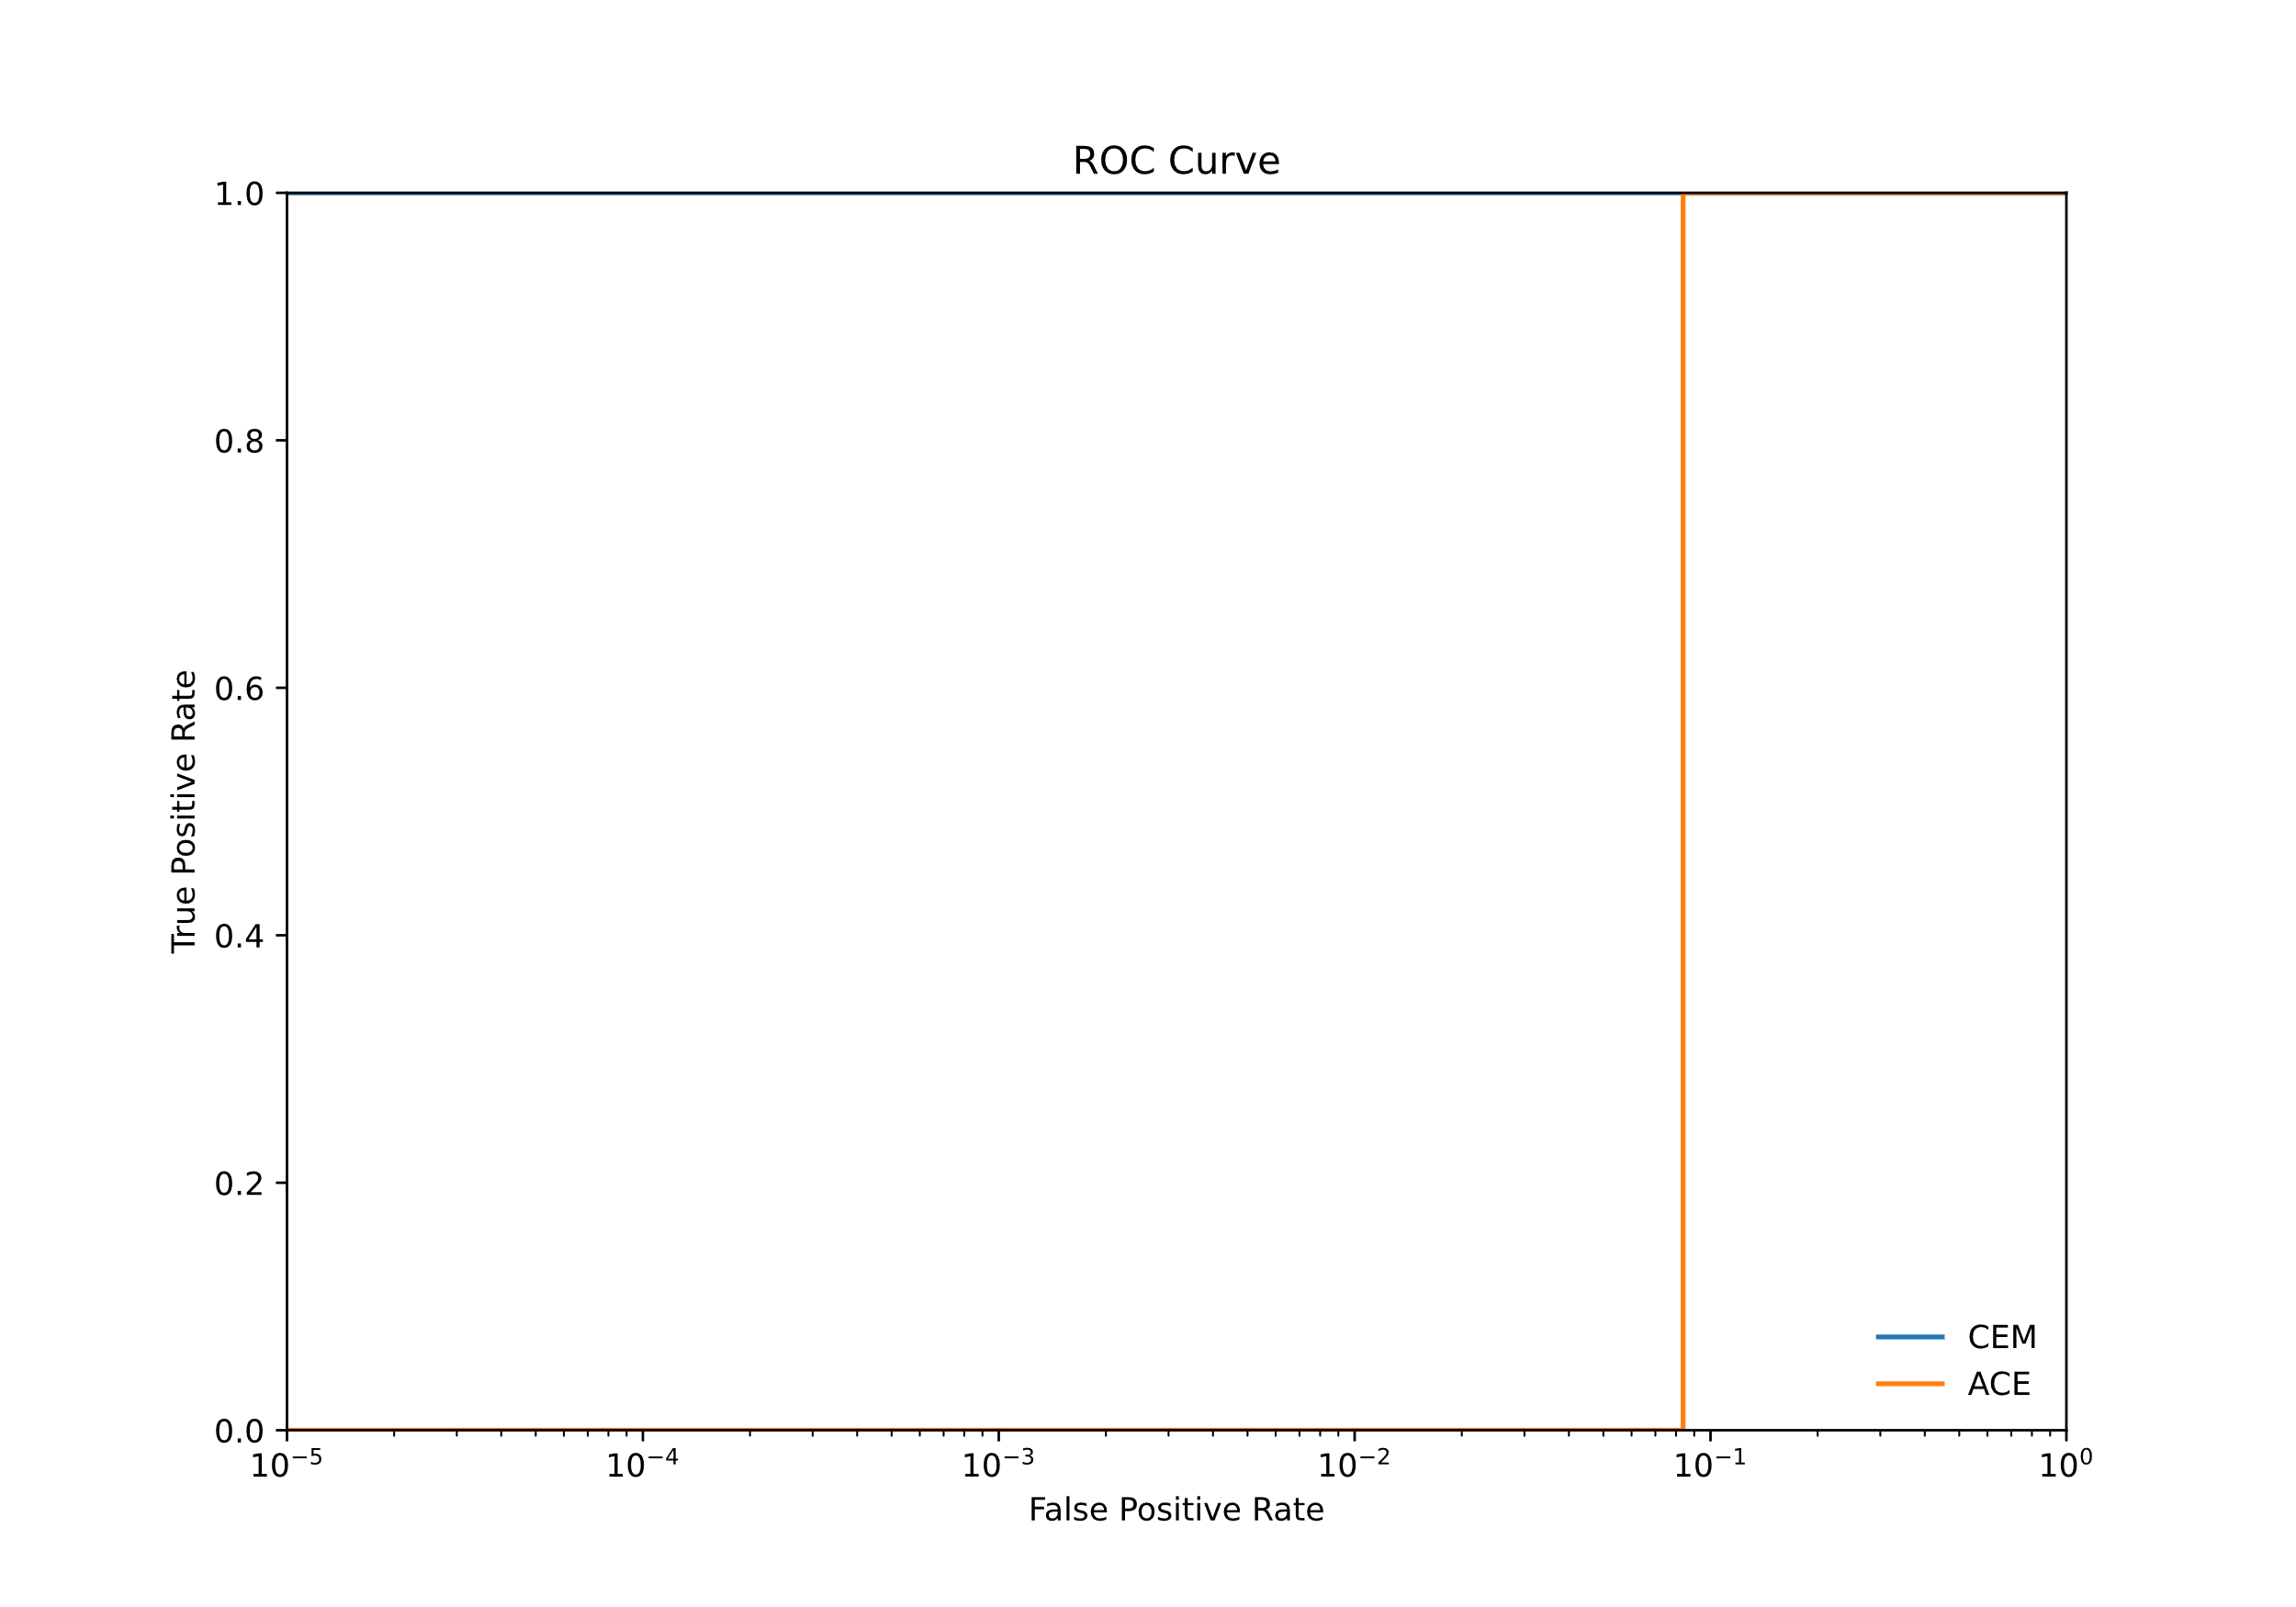 ROC Curve
1.0
0.8
0.6
0.4
0.2
0.0
True Positive Rate
10⁻⁵ 10⁻⁴ 10⁻³ 10⁻² 10⁻¹ 10⁰
False Positive Rate
CEM
ACE